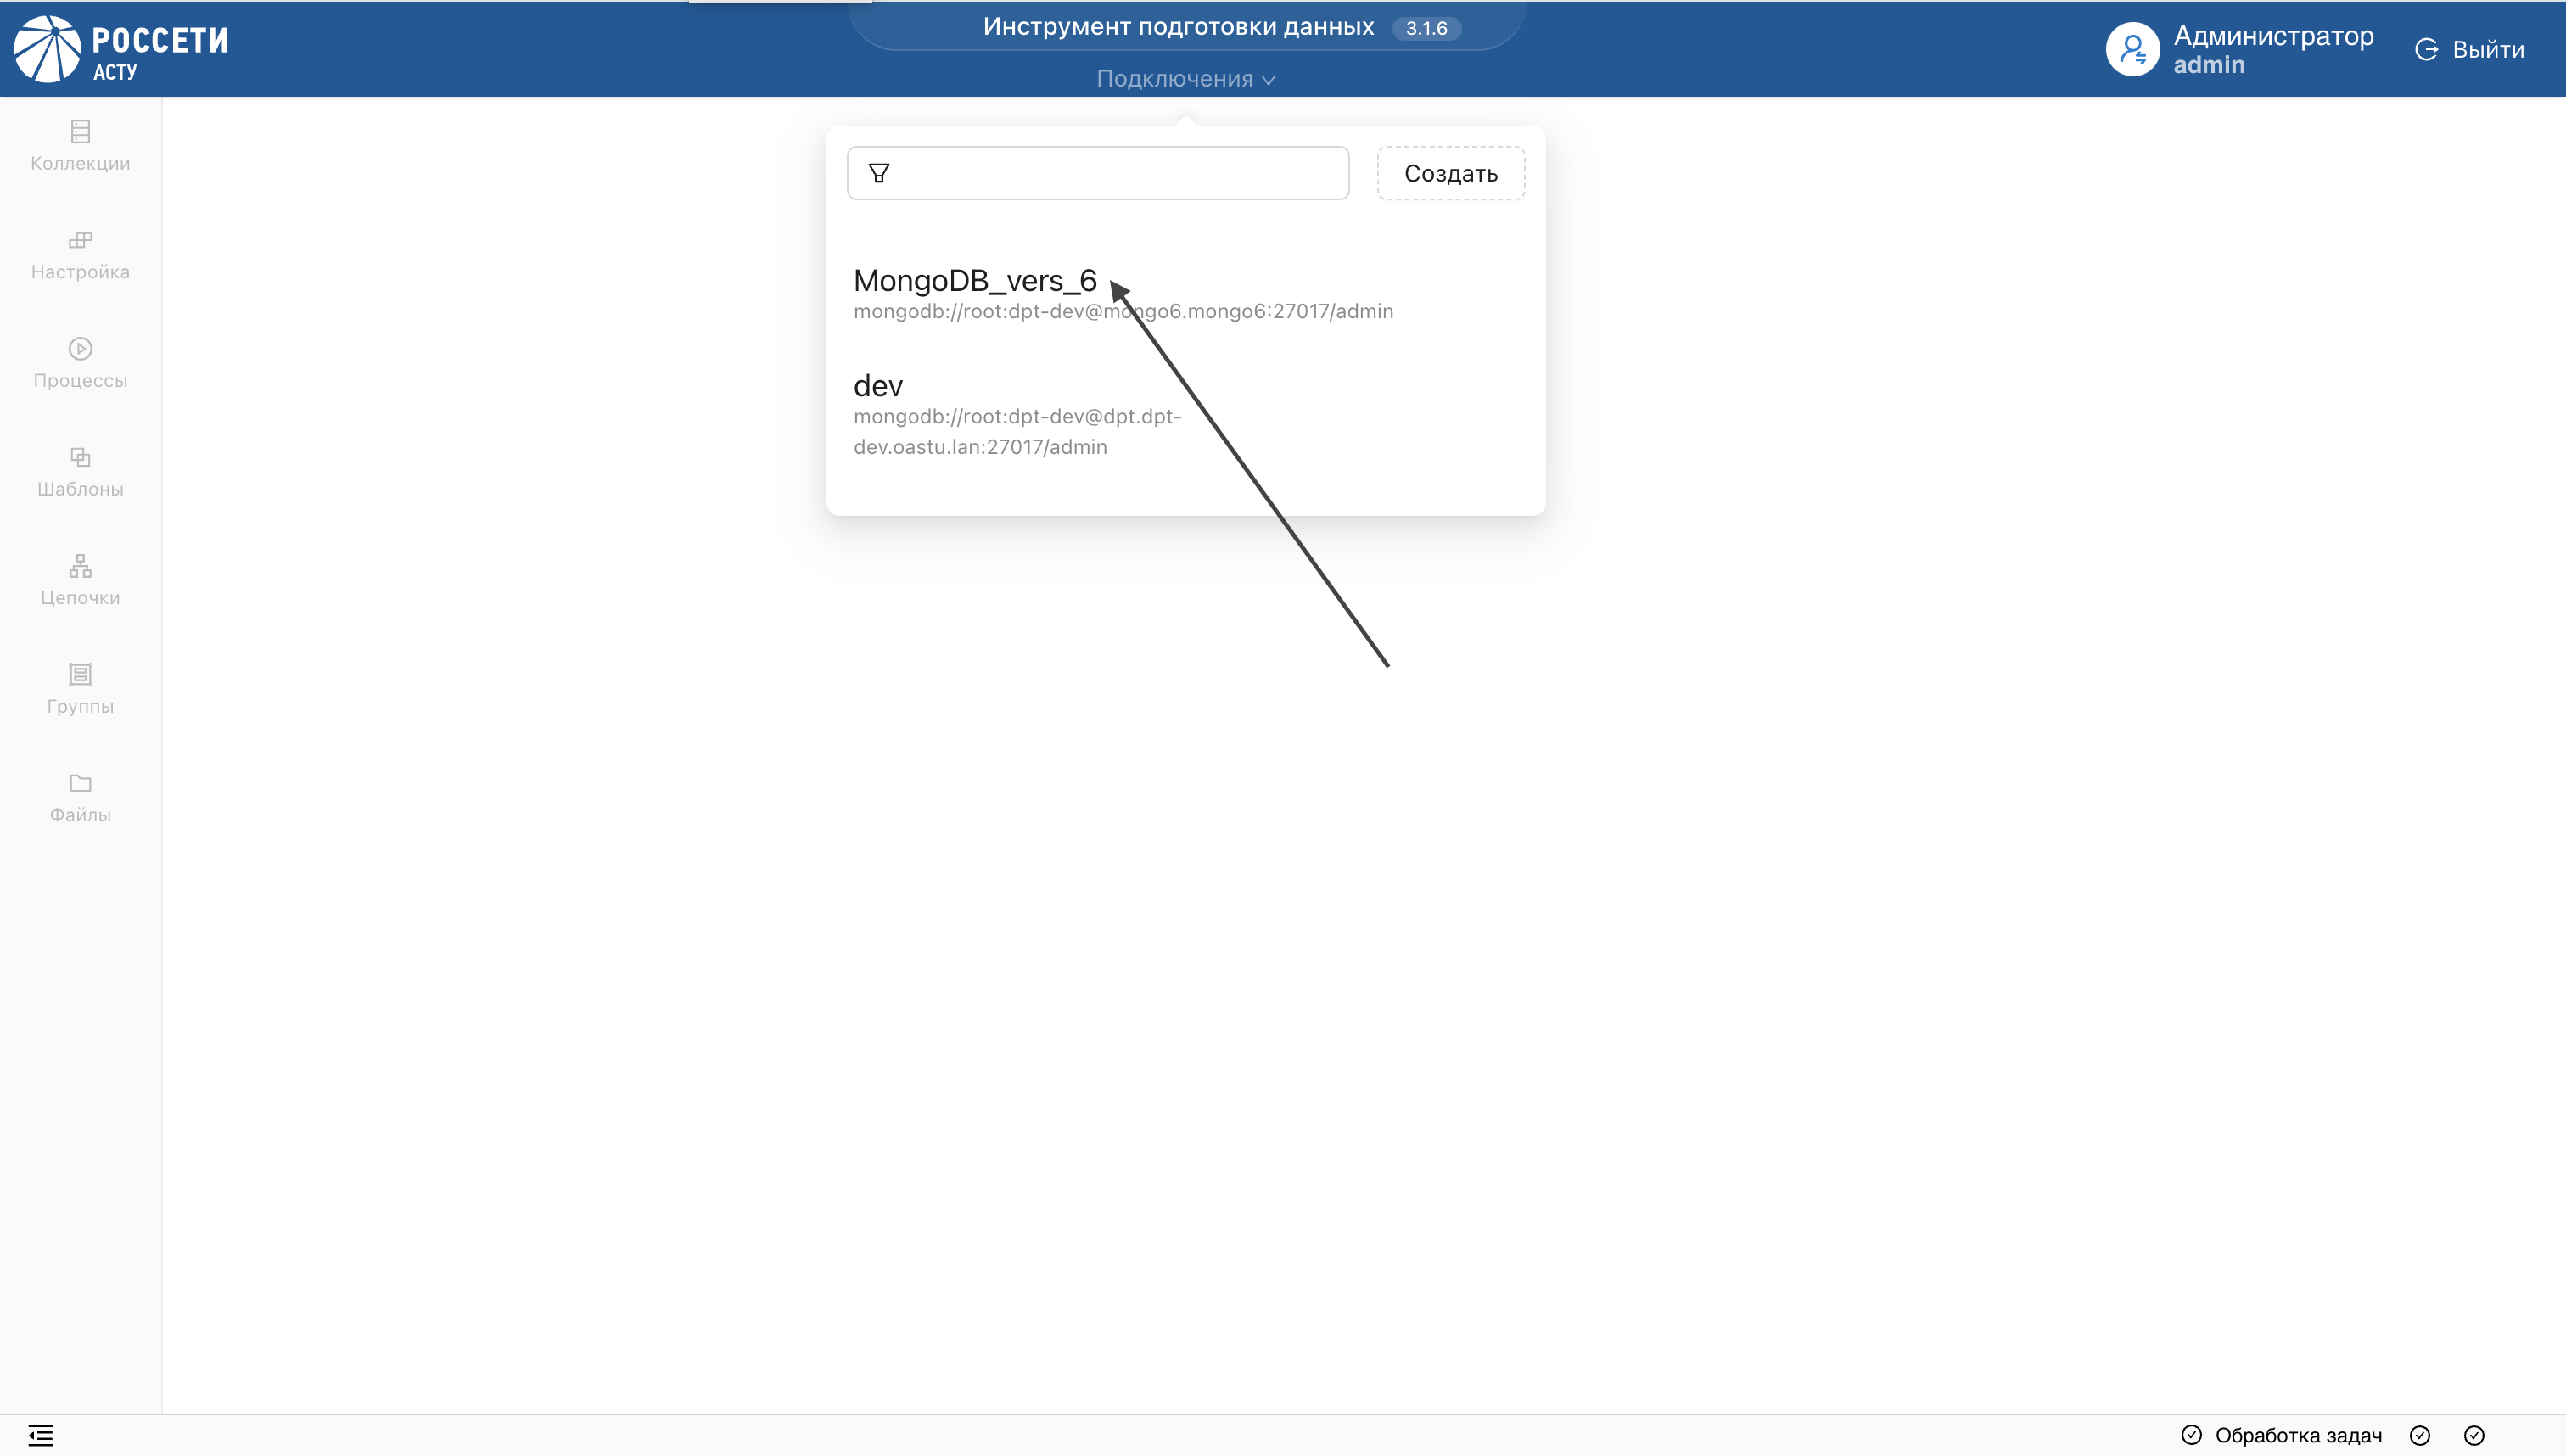 РОССЕТИ
АСТУ
Инструмент подготовки данных 3.1.6
Подключения
Администратор
admin
Выйти
Коллекции
Настройка
Процессы
Шаблоны
Цепочки
Группы
Файлы
Создать
MongoDB_vers_6
mongodb://root:dpt-dev@mongo6.mongo6:27017/admin
dev
mongodb://root:dpt-dev@dpt.dpt-
dev.oastu.lan:27017/admin
Обработка задач